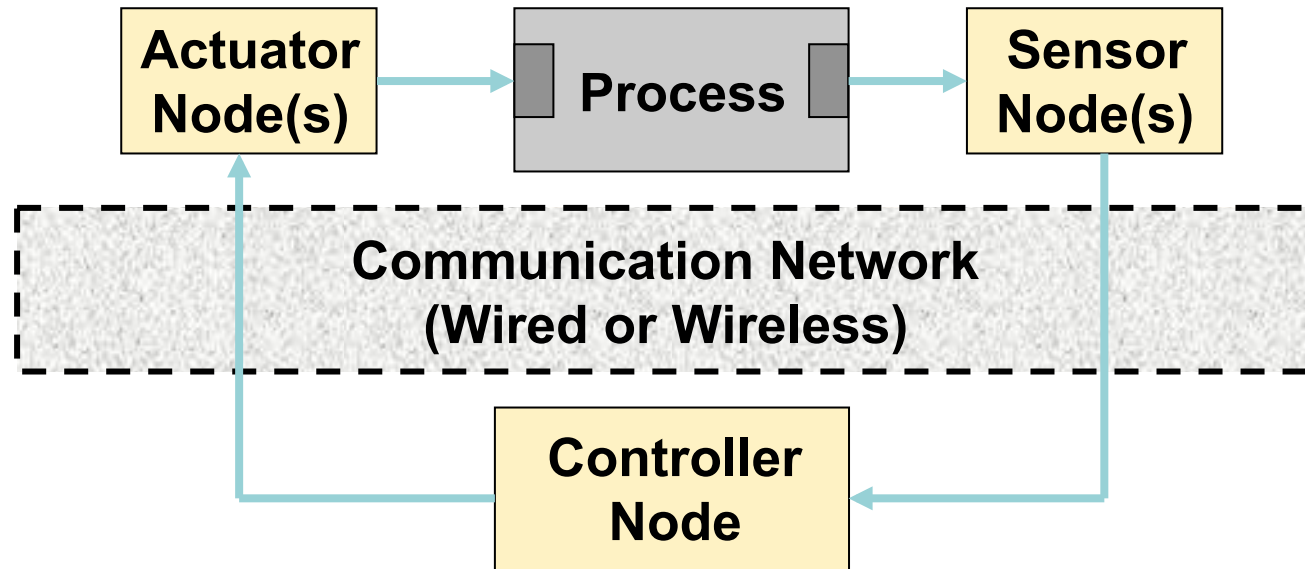 Actuator
Node(s)
Process
Sensor
Node(s)
Communication Network
(Wired or Wireless)
Controller
Node